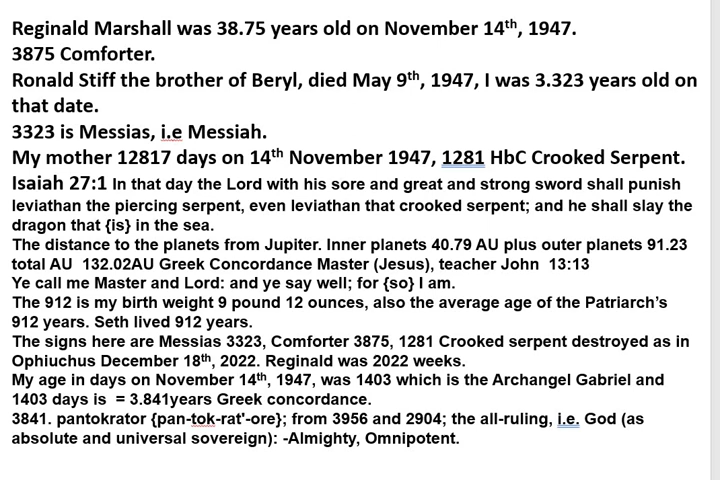 Reginald Marshall was 38.75 years old on November 14th, 1947.
3875 Comforter.
Ronald Stiff the brother of Beryl, died May 9th, 1947, I was 3.323 years old on
that date.
3323 is Messias, i.e Messiah.
My mother 12817 days on 14th November 1947, 1281 HbC Crooked Serpent.
Isaiah 27:1 In that day the Lord with his sore and great and strong sword shall punish
leviathan the piercing serpent, even leviathan that crooked serpent; and he shall slay the
dragon that {is} in the sea.
The distance to the planets from Jupiter. Inner planets 40.79 AU plus outer planets 91.23
total AU  132.02AU Greek Concordance Master (Jesus), teacher John  13:13
Ye call me Master and Lord: and ye say well; for {so} I am.
The 912 is my birth weight 9 pound 12 ounces, also the average age of the Patriarch's
912 years. Seth lived 912 years.
The signs here are Messias 3323, Comforter 3875, 1281 Crooked serpent destroyed as in
Ophiuchus December 18th, 2022. Reginald was 2022 weeks.
My age in days on November 14th, 1947, was 1403 which is the Archangel Gabriel and
1403 days is  = 3.841years Greek concordance.
3841. pantokrator {pan-tok-rat'-ore}; from 3956 and 2904; the all-ruling, i.e. God (as
absolute and universal sovereign): -Almighty, Omnipotent.